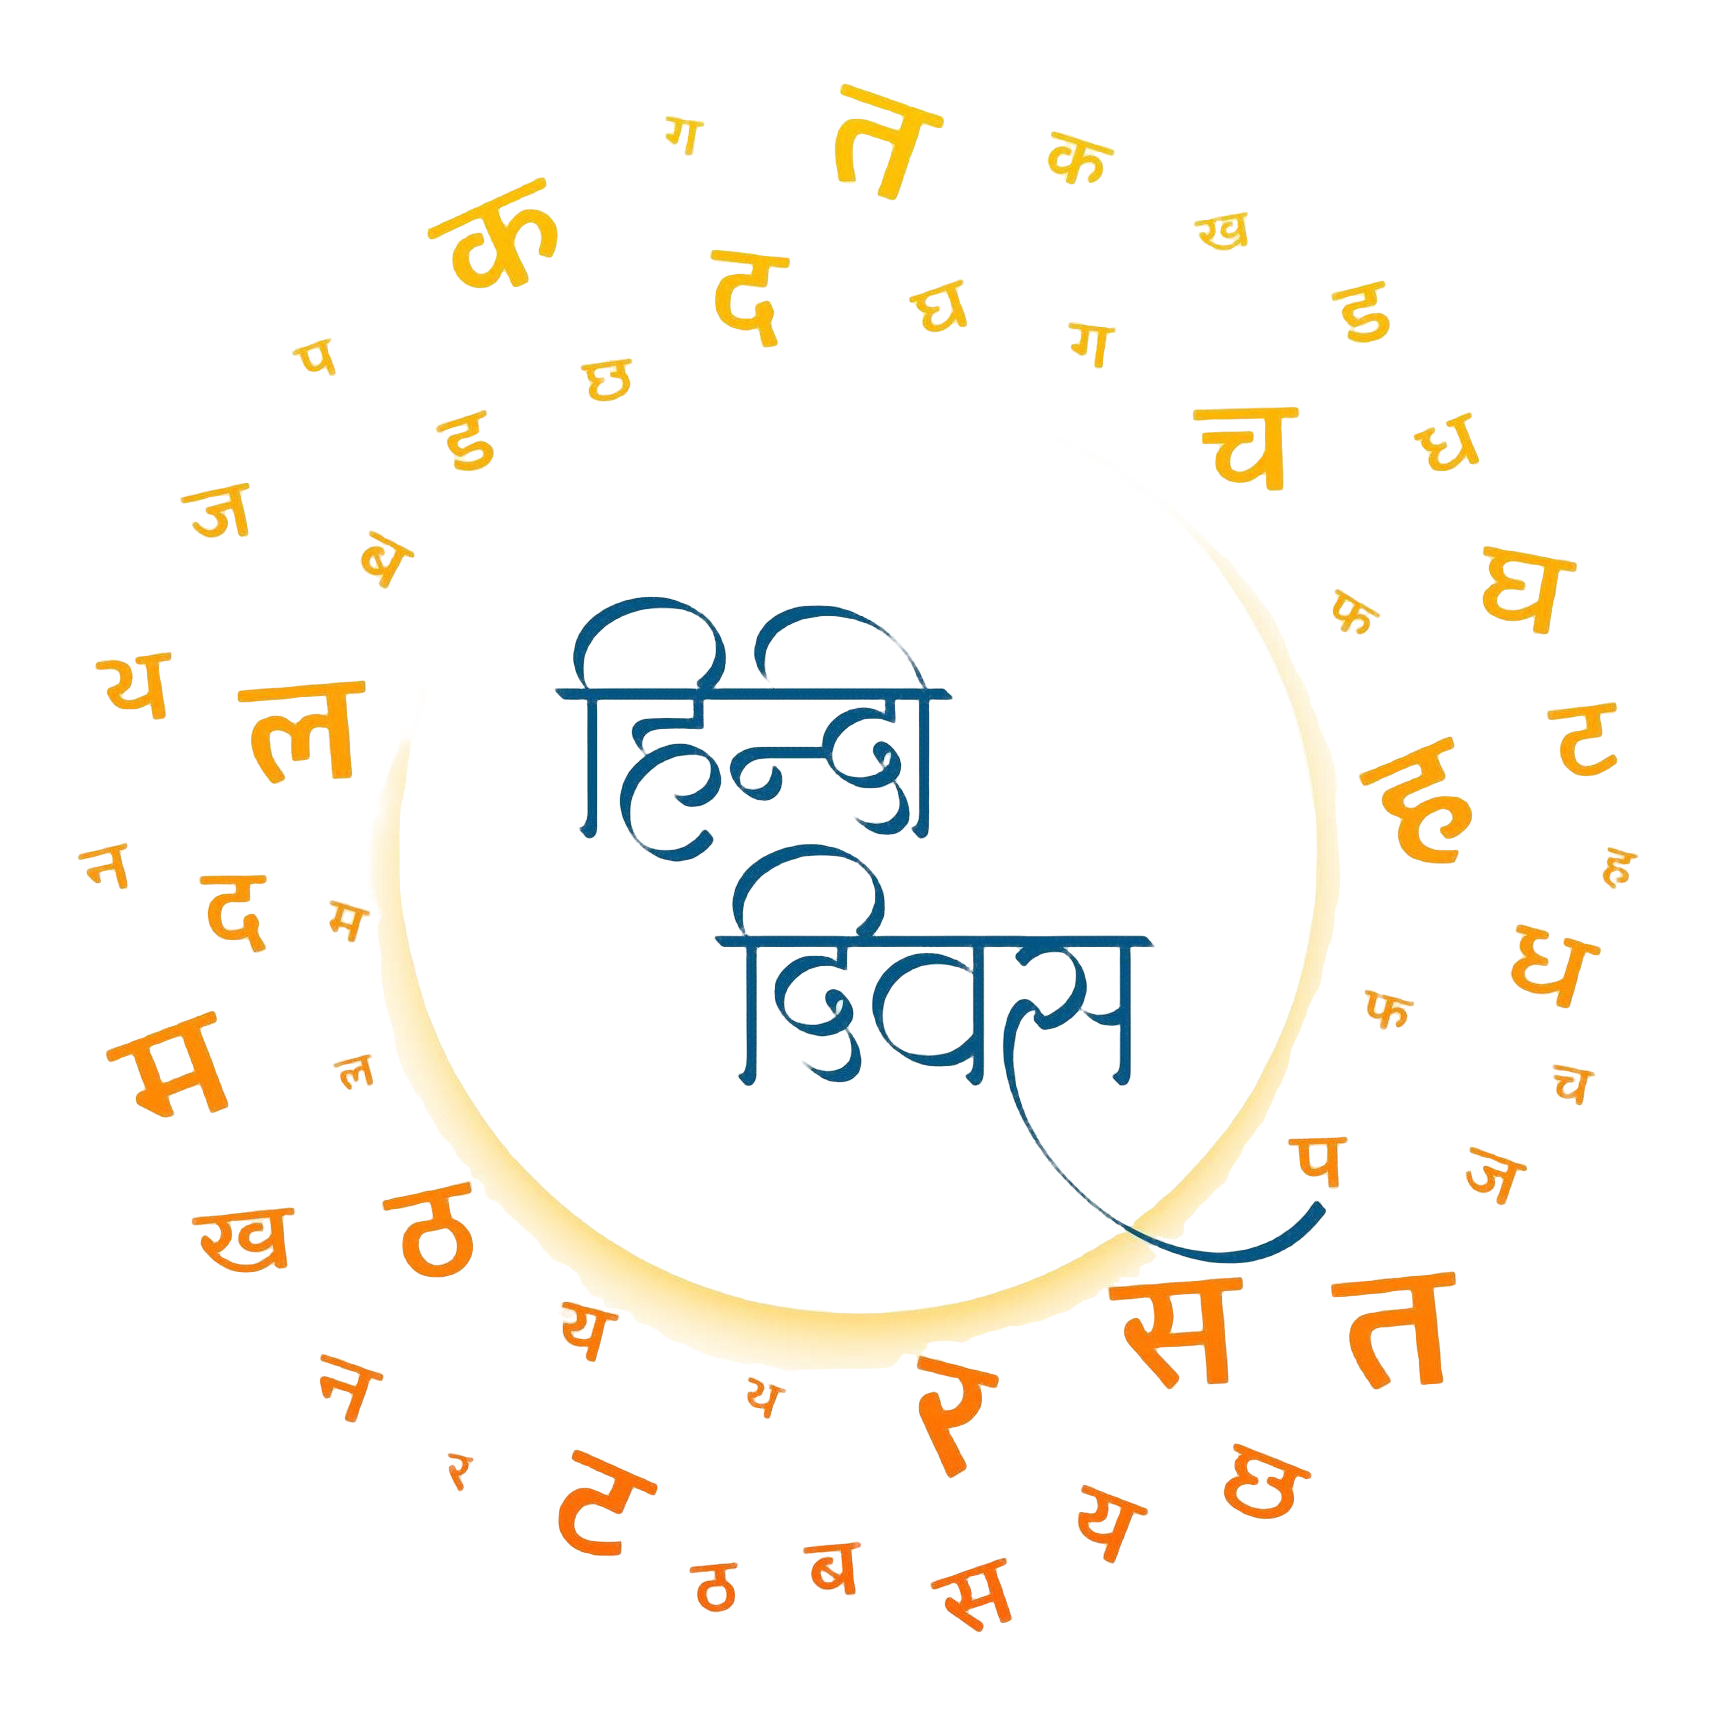 ग त क
क ख
द घ ग ड
प छ
ड च ध
ज ब
घ
फ
य ल
हिन्दी
ट
ह
न द म ह
दिवस
ध
म ल फ
च
प ज
ख ठ
य स त
न य र
र ट छ
य
ठ ब स